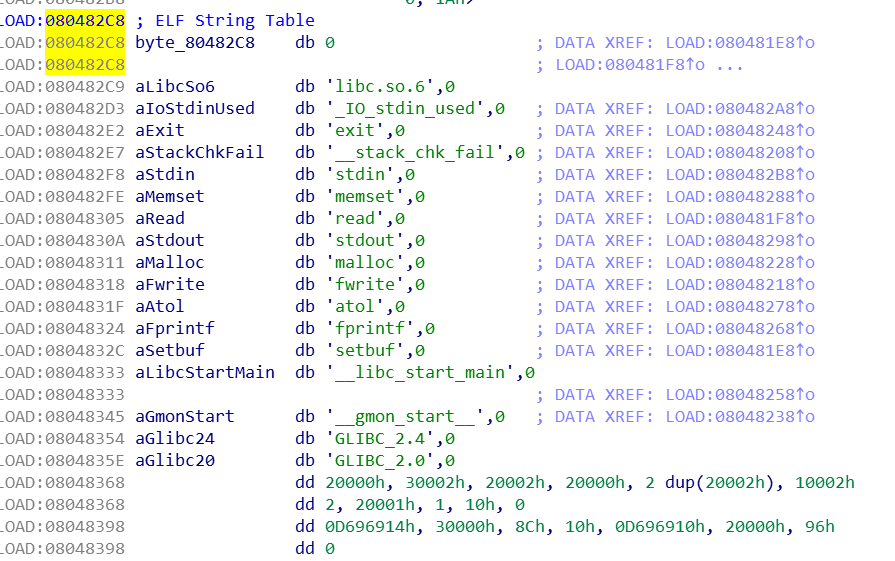 LOAD:080482C8 ; ELF String Table
LOAD:080482C8 byte_80482C8 db 0 ; DATA XREF: LOAD:080481E8↑o
LOAD:080482C8 ; LOAD:080481F8↑o ...
LOAD:080482C9 aLibcSo6 db 'libc.so.6',0
LOAD:080482D3 aIoStdinUsed db '_IO_stdin_used',0 ; DATA XREF: LOAD:080482A8↑o
LOAD:080482E2 aExit db 'exit',0 ; DATA XREF: LOAD:08048248↑o
LOAD:080482E7 aStackChkFail db '__stack_chk_fail',0 ; DATA XREF: LOAD:08048208↑o
LOAD:080482F8 aStdin db 'stdin',0 ; DATA XREF: LOAD:080482B8↑o
LOAD:080482FE aMemset db 'memset',0 ; DATA XREF: LOAD:08048288↑o
LOAD:08048305 aRead db 'read',0 ; DATA XREF: LOAD:080481F8↑o
LOAD:0804830A aStdout db 'stdout',0 ; DATA XREF: LOAD:08048298↑o
LOAD:08048311 aMalloc db 'malloc',0 ; DATA XREF: LOAD:08048228↑o
LOAD:08048318 aFwrite db 'fwrite',0 ; DATA XREF: LOAD:08048218↑o
LOAD:0804831F aAtol db 'atol',0 ; DATA XREF: LOAD:08048278↑o
LOAD:08048324 aFprintf db 'fprintf',0 ; DATA XREF: LOAD:08048268↑o
LOAD:0804832C aSetbuf db 'setbuf',0 ; DATA XREF: LOAD:080481E8↑o
LOAD:08048333 aLibcStartMain db '__libc_start_main',0
LOAD:08048333 ; DATA XREF: LOAD:08048258↑o
LOAD:08048345 aGmonStart db '__gmon_start__',0 ; DATA XREF: LOAD:08048238↑o
LOAD:08048354 aGlibc24 db 'GLIBC_2.4',0
LOAD:0804835E aGlibc20 db 'GLIBC_2.0',0
LOAD:08048368 dd 20000h, 30002h, 20002h, 20000h, 2 dup(20002h), 10002h
LOAD:08048368 dd 2, 20001h, 1, 10h, 0
LOAD:08048398 dd 0D696914h, 30000h, 8Ch, 10h, 0D696910h, 20000h, 96h
LOAD:08048398 dd 0